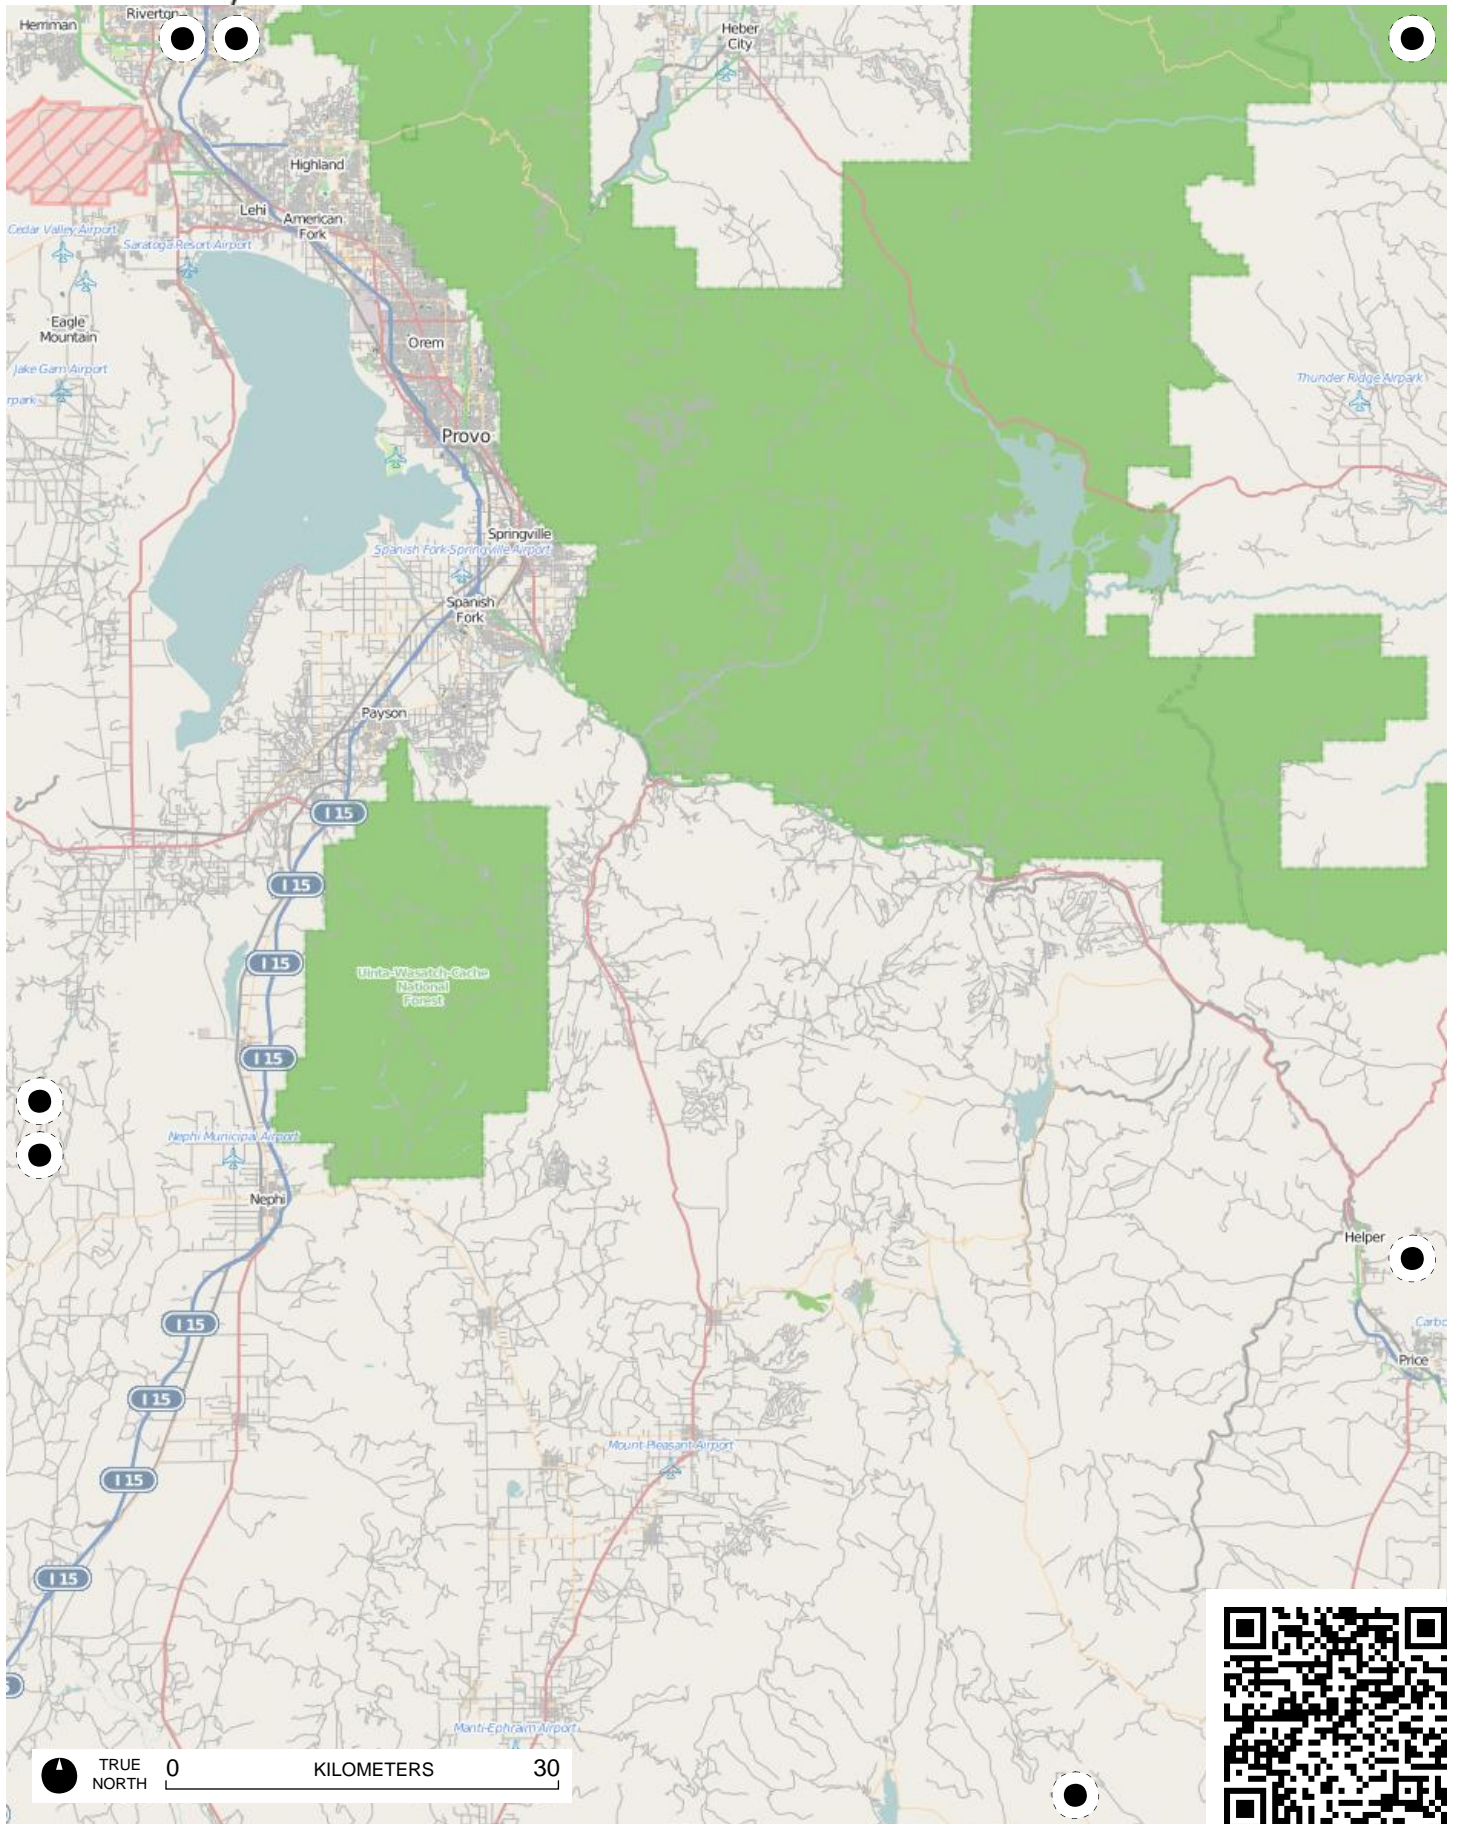 Herriman
Riverton
Heber
City
Highland
Lehi
American
Fork
Cedar Valley Airport
Saratoga Resort Airport
Eagle
Mountain
Orem
Jake Garn Airport
rpark
Thunder Ridge Airpark
Provo
Springville
Spanish Fork-Springville Airport
Spanish
Fork
Payson
I 15
I 15
I 15
Uinta-Wasatch-Cache
National
Forest
I 15
Nephi Municipal Airport
Nephi
Helper
I 15
Carbo
Price
I 15
Mount Pleasant Airport
I 15
I 15
5
Manti-Ephraim Airport
TRUE
NORTH
0 KILOMETERS 30